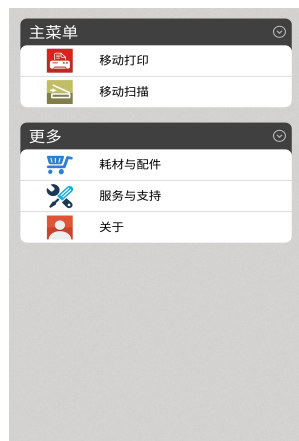 主菜单
移动打印
移动扫描
更多
耗材与配件
服务与支持
关于